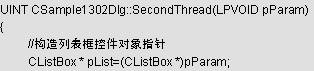 UINT CSample1302Dlg::SecondThread(LPVOID pParam)
{
//构造列表框控件对象指针
CListBox * pList=(CListBox *)pParam;